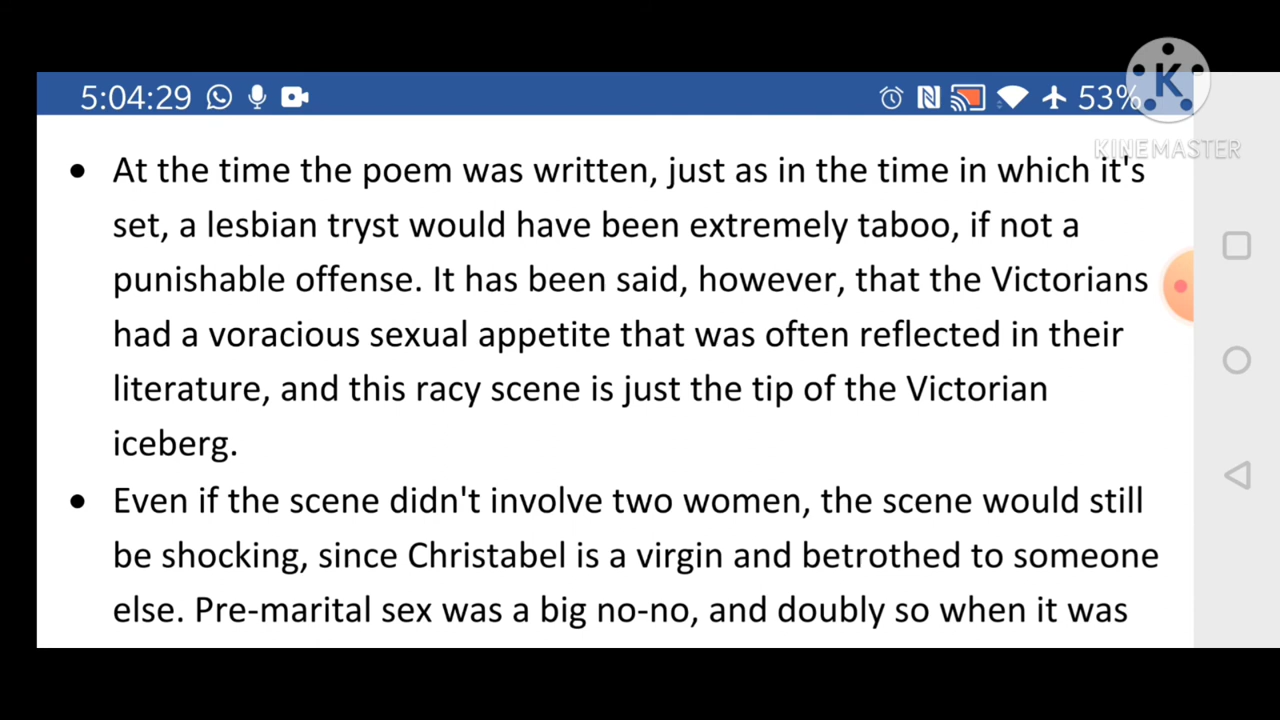 5:04:29 53%
K
KINEMASTER
• At the time the poem was written, just as in the time in which it's
set, a lesbian tryst would have been extremely taboo, if not a
punishable offense. It has been said, however, that the Victorians
had a voracious sexual appetite that was often reflected in their
literature, and this racy scene is just the tip of the Victorian
iceberg.
• Even if the scene didn't involve two women, the scene would still
be shocking, since Christabel is a virgin and betrothed to someone
else. Pre-marital sex was a big no-no, and doubly so when it was